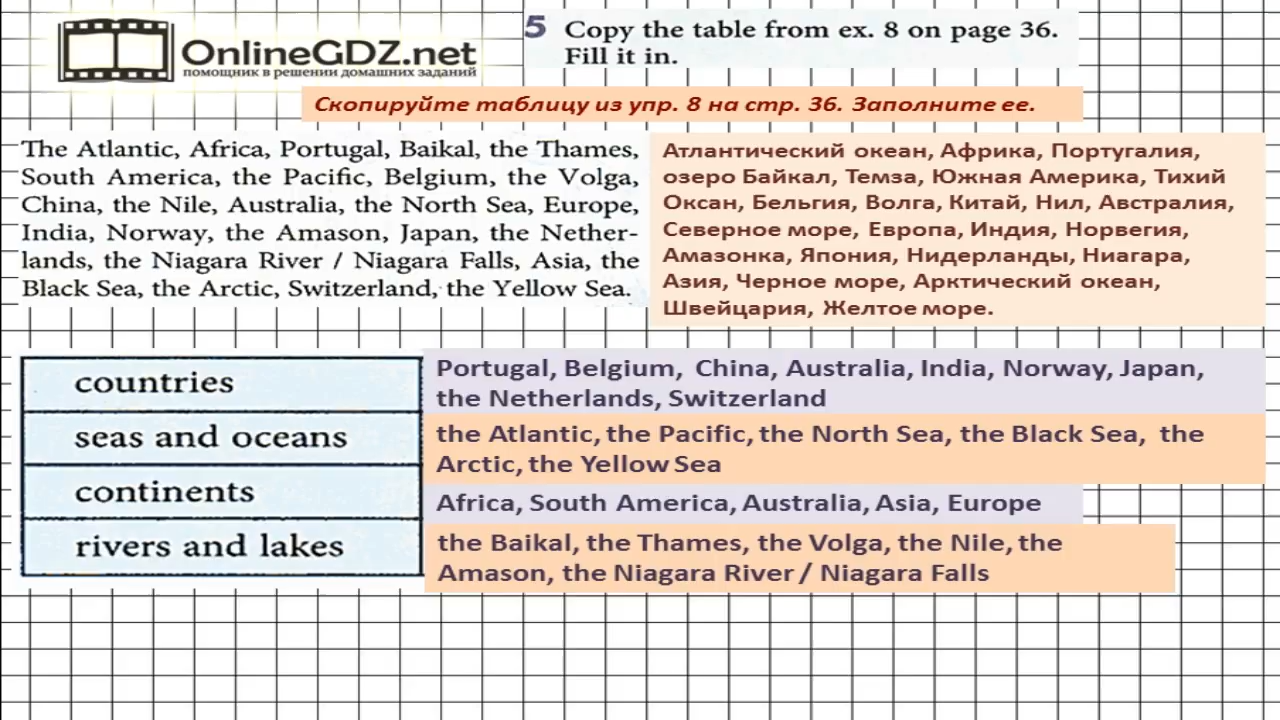 OnlineGDZ.net
помощник в решении домашних заданий
5 Copy the table from ex. 8 on page 36.
Fill it in.
Скопируйте таблицу из упр. 8 на стр. 36. Заполните ее.
The Atlantic, Africa, Portugal, Baikal, the Thames,
South America, the Pacific, Belgium, the Volga,
China, the Nile, Australia, the North Sea, Europe,
India, Norway, the Amason, Japan, the Nether-
lands, the Niagara River / Niagara Falls, Asia, the
Black Sea, the Arctic, Switzerland, the Yellow Sea.
Атлантический океан, Африка, Португалия,
озеро Байкал, Темза, Южная Америка, Тихий
Оксан, Бельгия, Волга, Китай, Нил, Австралия,
Северное море, Европа, Индия, Норвегия,
Амазонка, Япония, Нидерланды, Ниагара,
Азия, Черное море, Арктический океан,
Швейцария, Желтое море.
countries
Portugal, Belgium, China, Australia, India, Norway, Japan,
the Netherlands, Switzerland
seas and oceans
the Atlantic, the Pacific, the North Sea, the Black Sea, the
Arctic, the Yellow Sea
continents
Africa, South America, Australia, Asia, Europe
rivers and lakes
the Baikal, the Thames, the Volga, the Nile, the
Amason, the Niagara River / Niagara Falls